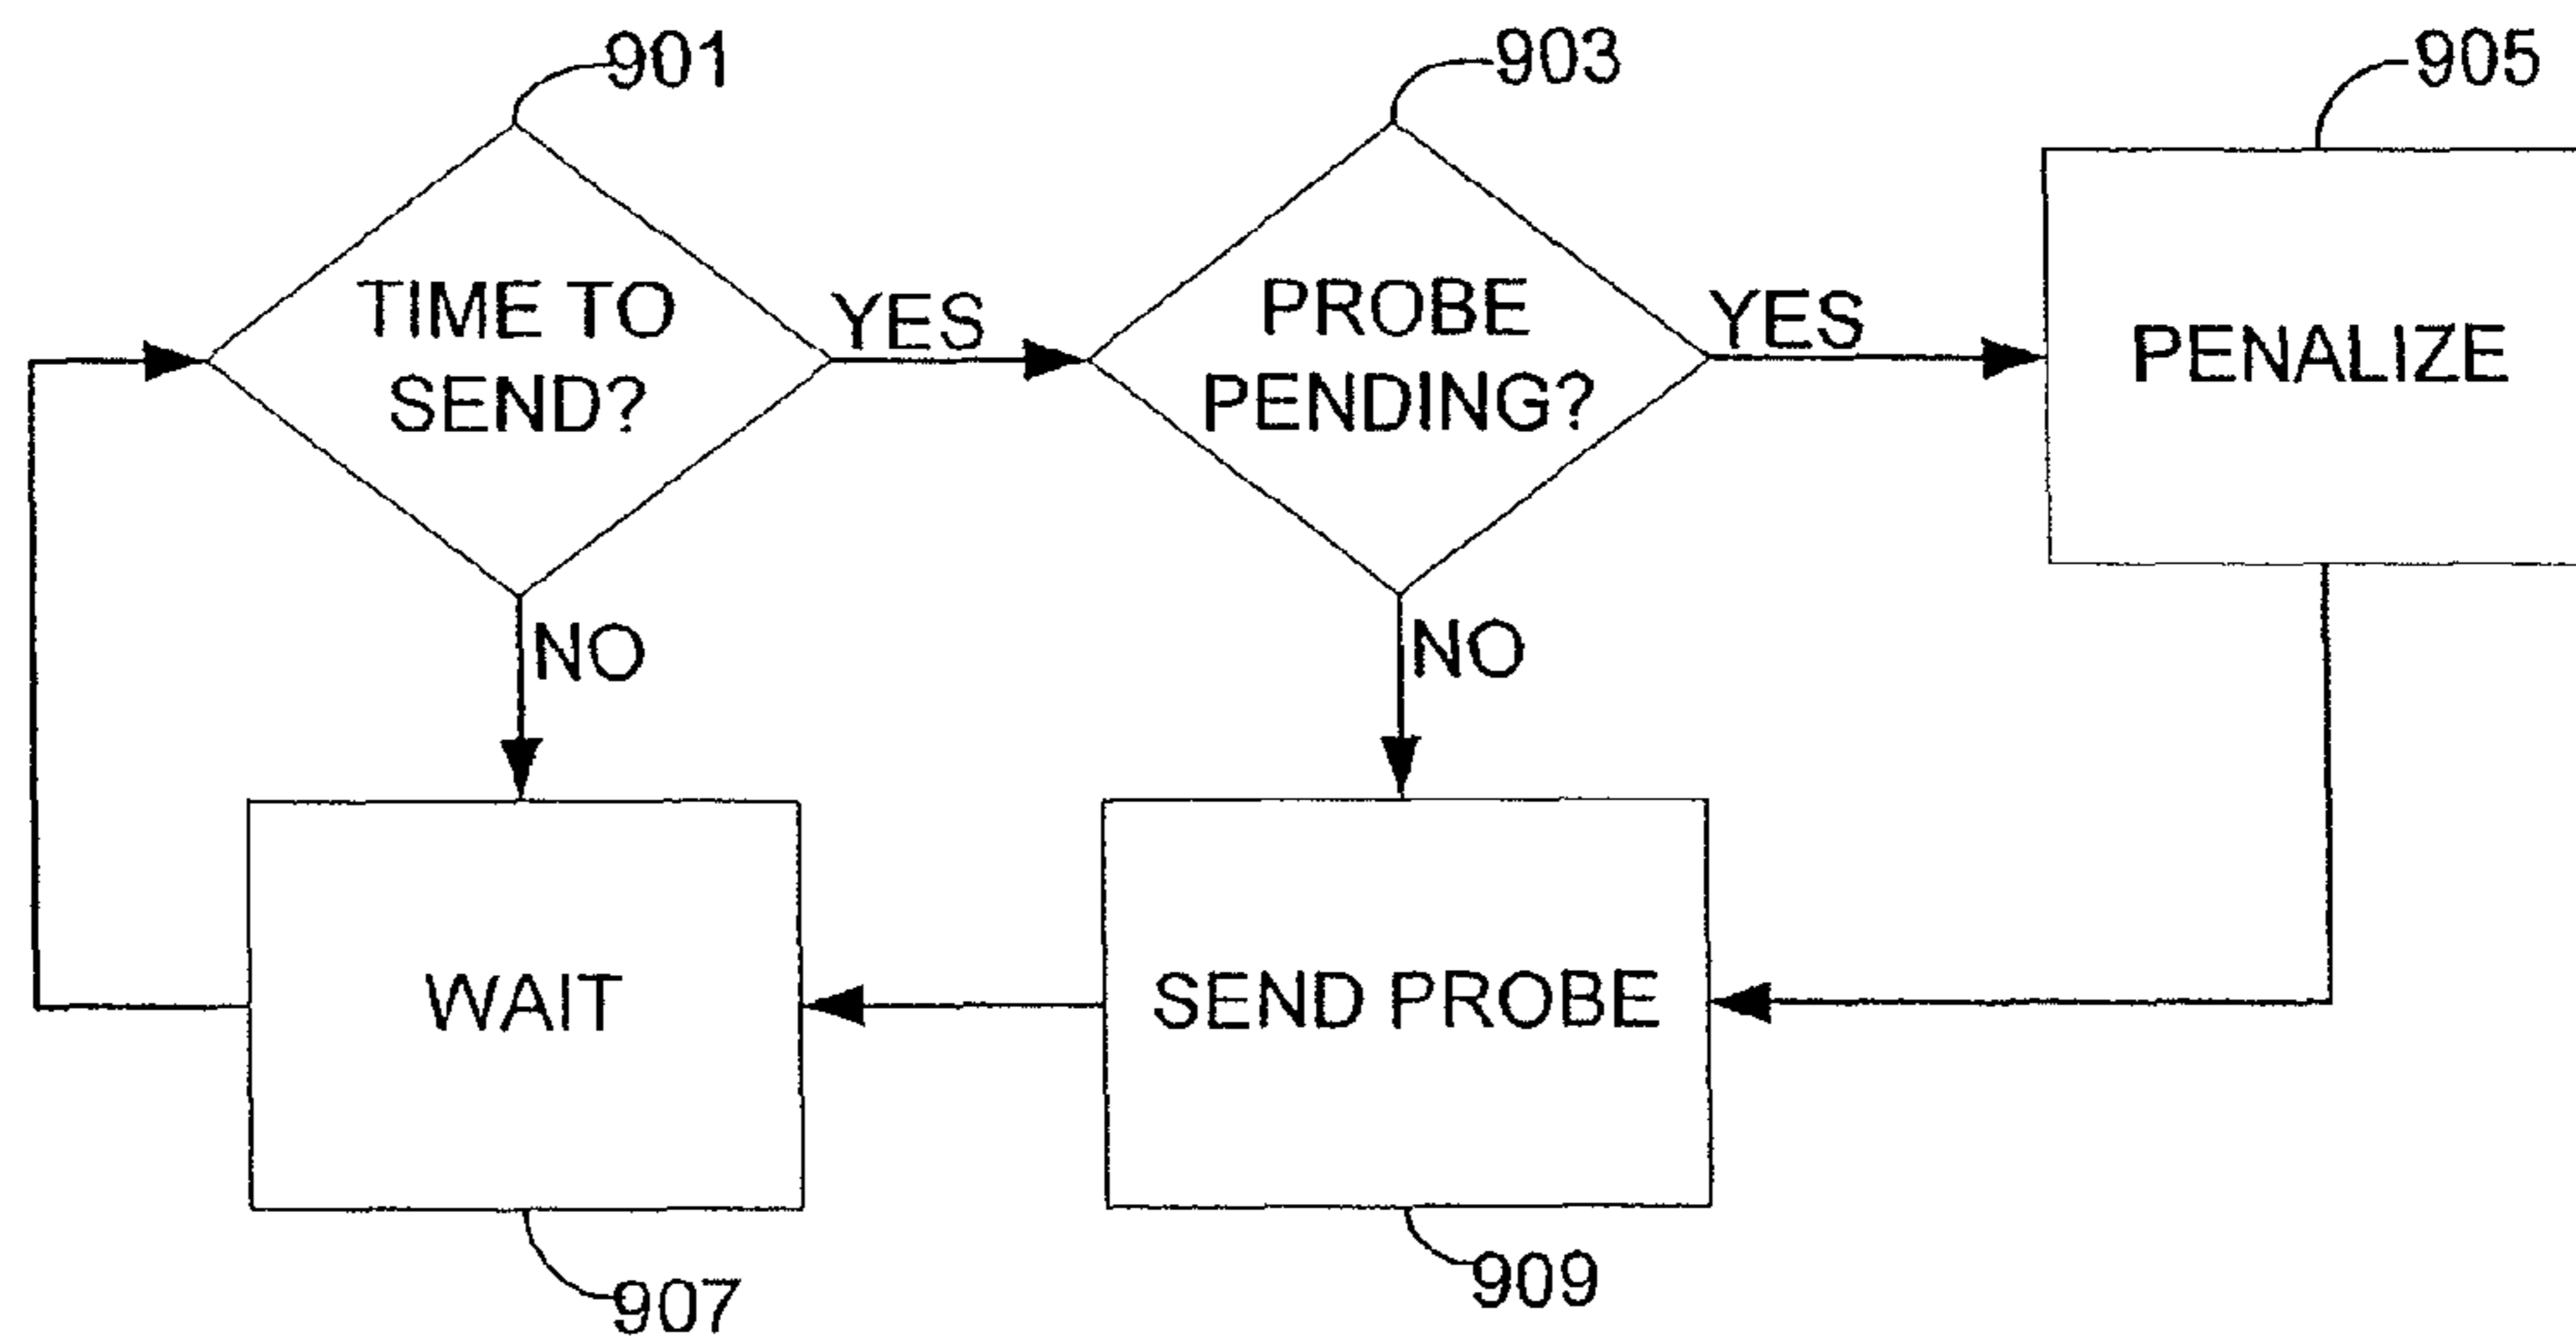 901
903
905
TIME TO
SEND?
YES
PROBE
PENDING?
YES
PENALIZE
NO
NO
WAIT
SEND PROBE
907
909